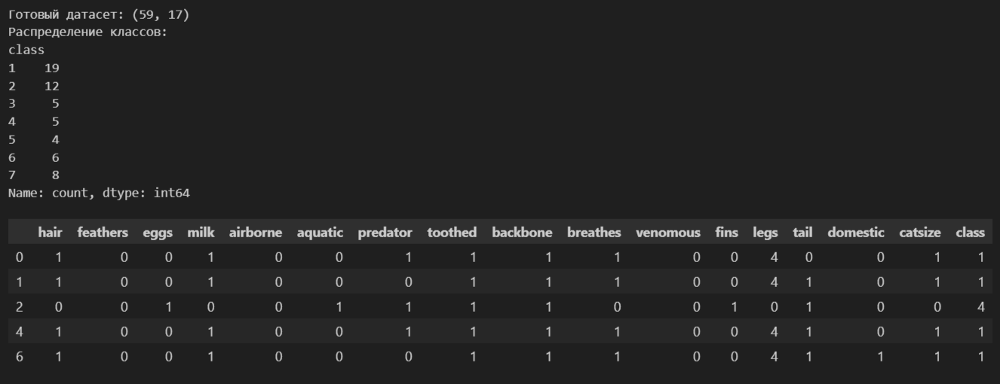 Готовый датасет: (59, 17)
Распределение классов:
class
1 19
2 12
3 5
4 5
5 4
6 6
7 8
Name: count, dtype: int64
hair feathers eggs milk airborne aquatic predator toothed backbone breathes venomous fins legs tail domestic catsize class
0 1 0 0 1 0 0 1 1 1 1 0 0 4 0 0 1 1
1 1 0 0 1 0 0 0 1 1 1 0 0 4 1 0 1 1
2 0 0 1 0 0 1 1 1 1 0 0 1 0 1 0 0 4
4 1 0 0 1 0 0 1 1 1 1 0 0 4 1 0 1 1
6 1 0 0 1 0 0 0 1 1 1 0 0 4 1 1 1 1